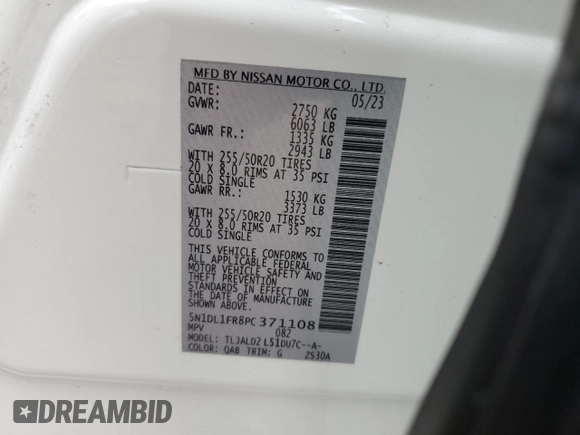 MFD BY NISSAN MOTOR CO., LTD.
DATE: 05/23
GVWR: 2750 KG
6063 LB
GAWR FR.: 1335 KG
2943 LB
WITH 255/50R20 TIRES
20 X 8.0 RIMS AT 35 PSI
COLD SINGLE
GAWR RR.: 1530 KG
3373 LB
WITH 255/50R20 TIRES
20 X 8.0 RIMS AT 35 PSI
COLD SINGLE
THIS VEHICLE CONFORMS TO
ALL APPLICABLE FEDERAL
MOTOR VEHICLE SAFETY AND
THEFT PREVENTION
STANDARDS IN EFFECT ON
THE DATE OF MANUFACTURE
SHOWN ABOVE.
5N1DL1FR8PC371108
MPV 082
MODEL: TLJALD2 L51DU7C--A-
COLOR: QAB TRIM: G ZS30A
DREAMBID